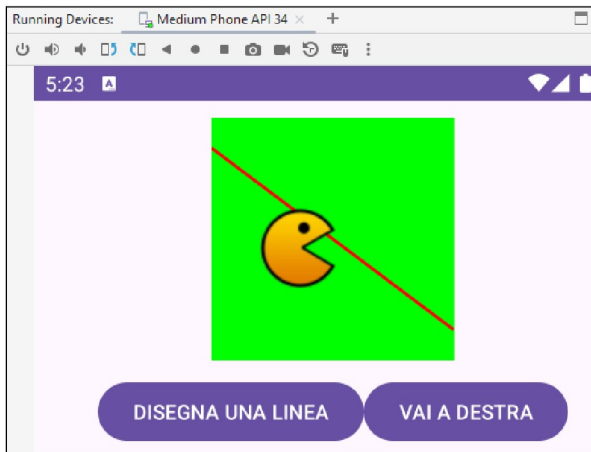 Running Devices: Medium Phone API 34
5:23 A
DISEGNA UNA LINEA VAI A DESTRA